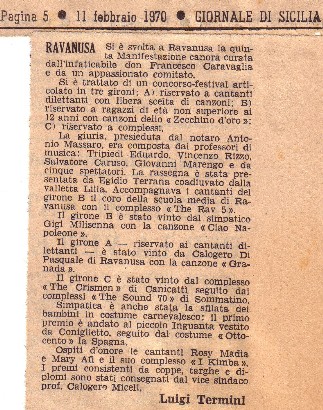 Pagina 5 • 11 febbraio 1970 • GIORNALE DI SICILIA
RAVANUSA Si è svolta a Ravanusa la quin-
ta Manifestazione canora curata
dall'infaticabile don Francesco Caravaglia
e da un appassionato comitato.
Si è trattato di un concorso-festival arti-
colato in tre gironi: A) riservato a cantanti
dilettanti con libera scelta di canzoni; B) ri-
servato a ragazzi di età non superiore ai
12 anni con canzoni dello « Zecchino d'oro »;
C) riservato a complessi.
La giuria, presieduta dal notaro Anto-
nio Massaro, era composta dai professori di
musica: Tripiedi Eduardo, Vincenzo Rizzo,
Salvatore Caruso, Giovanni Marengo e da
cinque spettatori. La rassegna è stata pre-
sentata da Egidio Terrana coadiuvato dalla
valletta Lilla. Accompagnava i cantanti del
girone B il coro della scuola media di Ra-
vanusa con il complesso « The Rav 5 ».
Il girone B è stato vinto dal simpatico
Gigi Milisenna con la canzone « Ciao Na-
poleone ».
Il girone A — riservato ai cantanti di-
lettanti — è stato vinto da Calogero Di
Pasquale di Ravanusa con la canzone « Gra-
nada ».
Il girone C è stato vinto dal complesso
« The Crismon » di Canicattì seguito dai
complessi « The Sound 70 » di Sommatino.
Simpatica è anche stata la sfilata dei
bambini in costume carnevalesco: il primo
premio è andato al piccolo Inguanta vestito
da Coniglietto, seguito dal costume « Otto-
cento » la Spagna.
Ospiti d'onore le cantanti Rosy Madia
e Mary Afi e il suo complesso « I Kimba ». I
premi consistenti da coppe, targhe e di-
plomi sono stati consegnati dal vice sindaco
prof. Calogero Miceli.
Luigi Termini